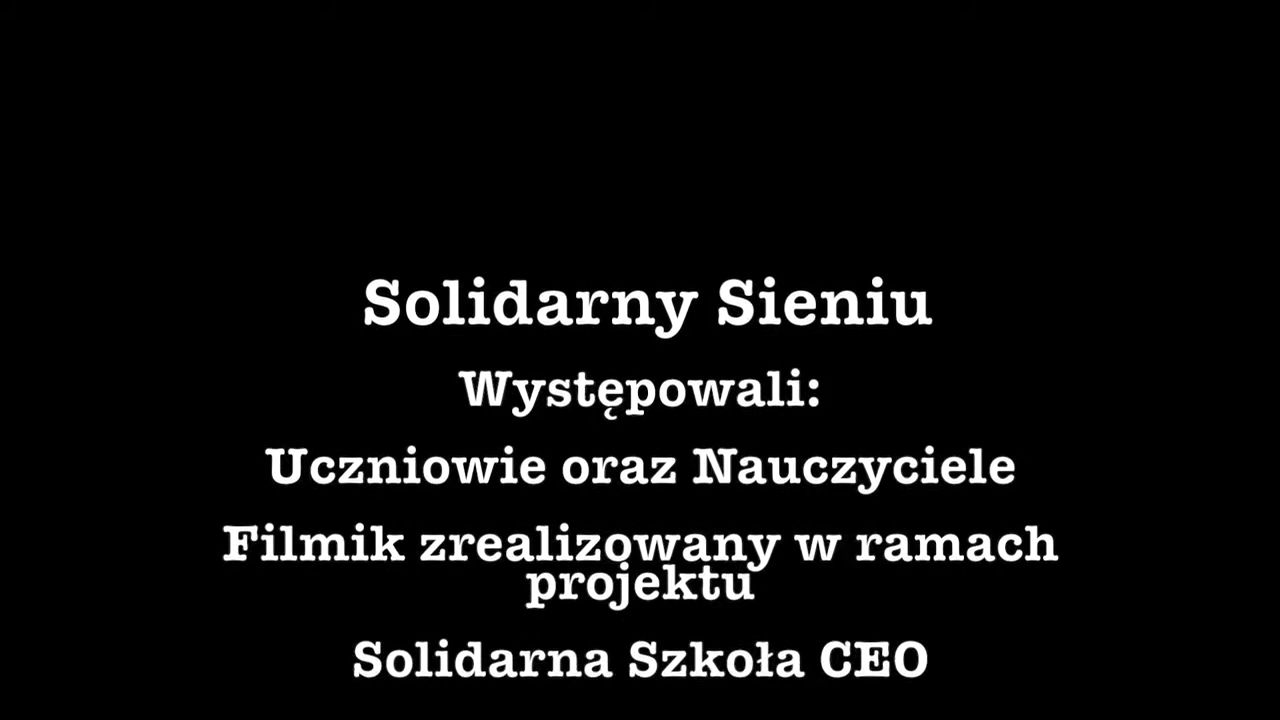 Solidarny Sieniu
Występowali:
Uczniowie oraz Nauczyciele
Filmik zrealizowany w ramach
projektu
Solidarna Szkoła CEO